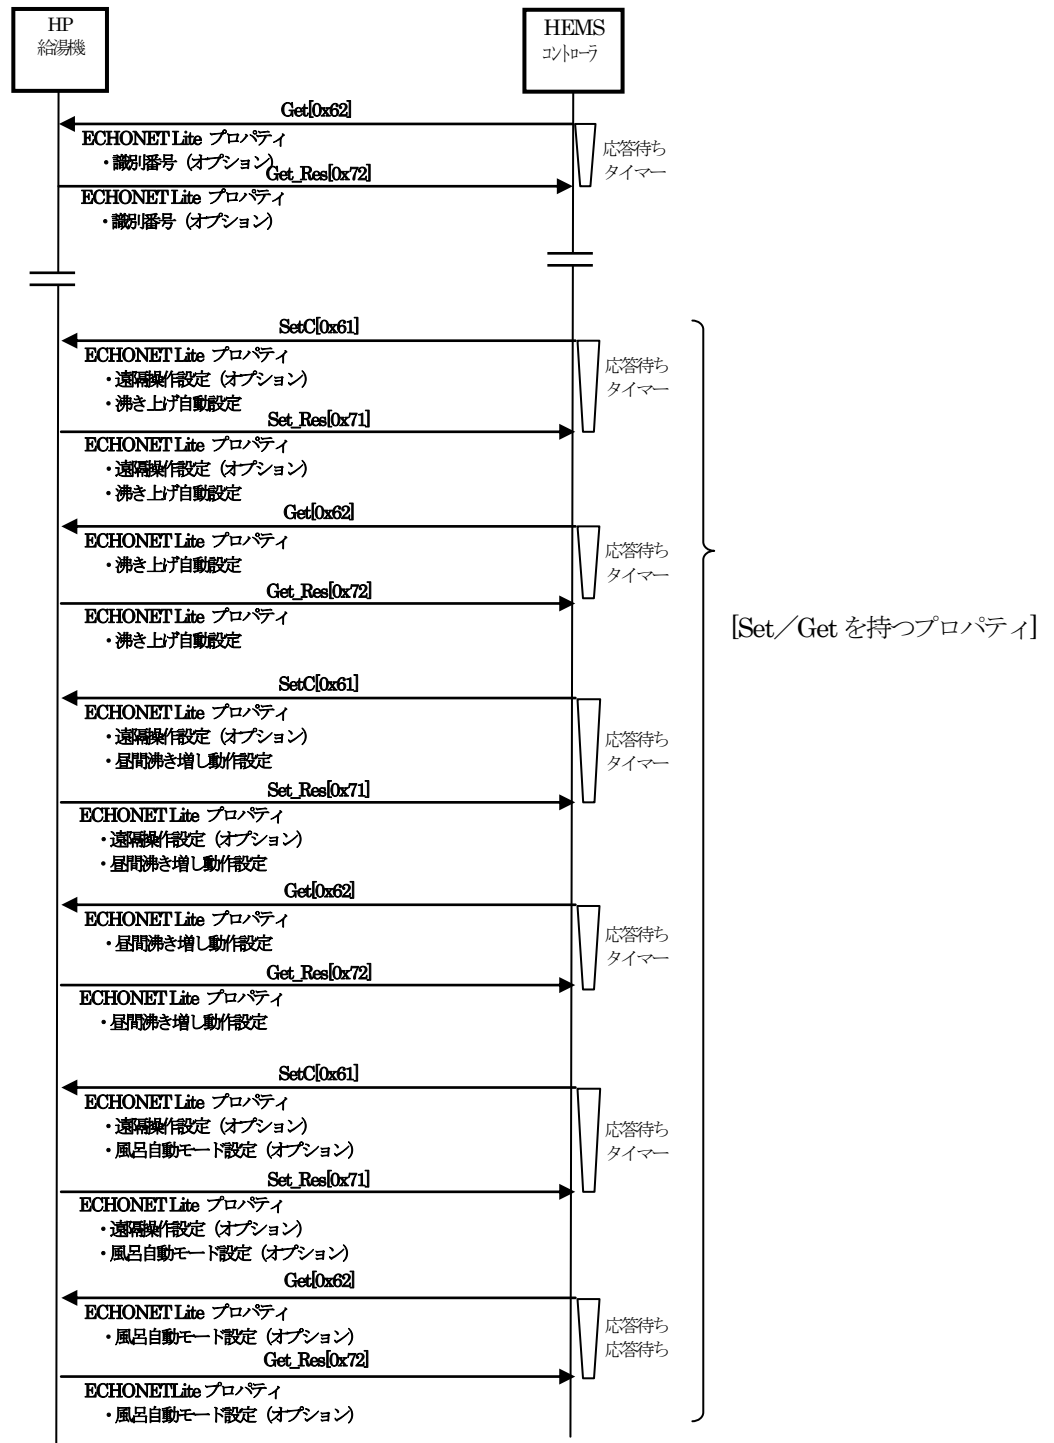 HP
給湯機
HEMS
コントローラ
Get[0x62]
ECHONET Lite プロパティ
・識別番号（オプション）
応答待ち
タイマー
Get_Res[0x72]
ECHONET Lite プロパティ
・識別番号（オプション）
SetC[0x61]
ECHONET Lite プロパティ
・遠隔操作設定（オプション）
・沸き上げ自動設定
応答待ち
タイマー
Set_Res[0x71]
ECHONET Lite プロパティ
・遠隔操作設定（オプション）
・沸き上げ自動設定
Get[0x62]
ECHONET Lite プロパティ
・沸き上げ自動設定
応答待ち
タイマー
Get_Res[0x72]
ECHONET Lite プロパティ
・沸き上げ自動設定
[Set／Get を持つプロパティ]
SetC[0x61]
ECHONET Lite プロパティ
・遠隔操作設定（オプション）
・昼間沸き増し動作設定
応答待ち
タイマー
Set_Res[0x71]
ECHONET Lite プロパティ
・遠隔操作設定（オプション）
・昼間沸き増し動作設定
Get[0x62]
ECHONET Lite プロパティ
・昼間沸き増し動作設定
応答待ち
タイマー
Get_Res[0x72]
ECHONET Lite プロパティ
・昼間沸き増し動作設定
SetC[0x61]
ECHONET Lite プロパティ
・遠隔操作設定（オプション）
・風呂自動モード設定（オプション）
応答待ち
タイマー
Set_Res[0x71]
ECHONET Lite プロパティ
・遠隔操作設定（オプション）
・風呂自動モード設定（オプション）
Get[0x62]
ECHONET Lite プロパティ
・風呂自動モード設定（オプション）
応答待ち
応答待ち
Get_Res[0x72]
ECHONETLite プロパティ
・風呂自動モード設定（オプション）